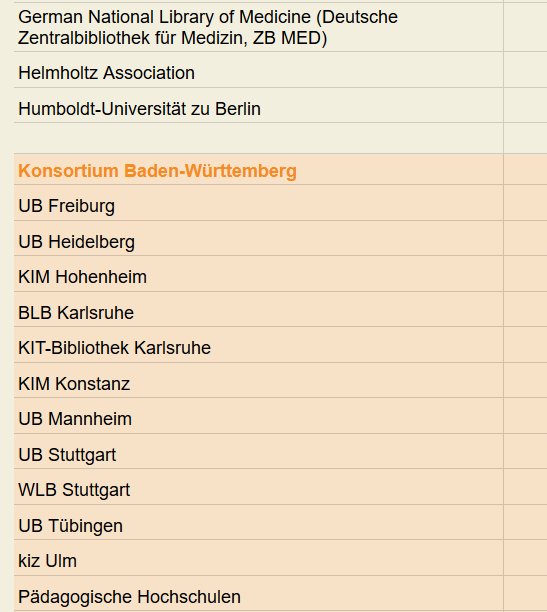 German National Library of Medicine (Deutsche
Zentralbibliothek für Medizin, ZB MED)
Helmholtz Association
Humboldt-Universität zu Berlin
Konsortium Baden-Württemberg
UB Freiburg
UB Heidelberg
KIM Hohenheim
BLB Karlsruhe
KIT-Bibliothek Karlsruhe
KIM Konstanz
UB Mannheim
UB Stuttgart
WLB Stuttgart
UB Tübingen
kiz Ulm
Pädagogische Hochschulen